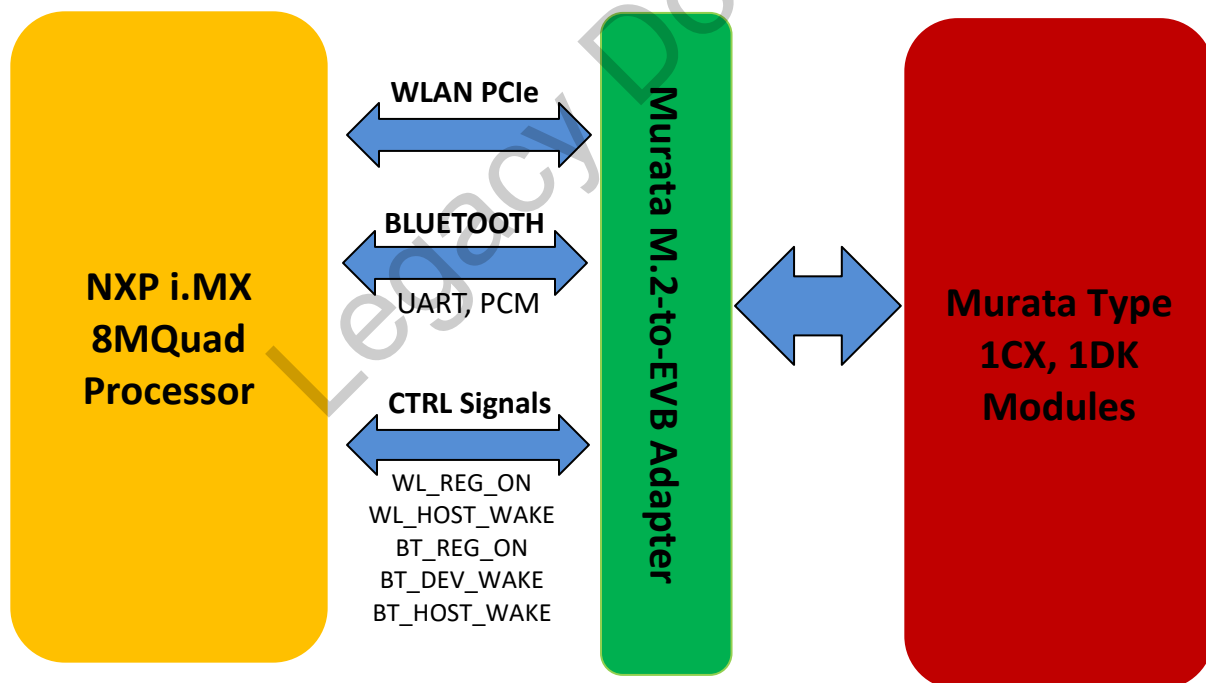 NXP i.MX
8MQuad
Processor
WLAN PCIe
BLUETOOTH
UART, PCM
CTRL Signals
WL_REG_ON
WL_HOST_WAKE
BT_REG_ON
BT_DEV_WAKE
BT_HOST_WAKE
Murata M.2-to-EVB Adapter
Murata Type
1CX, 1DK
Modules
Legacy